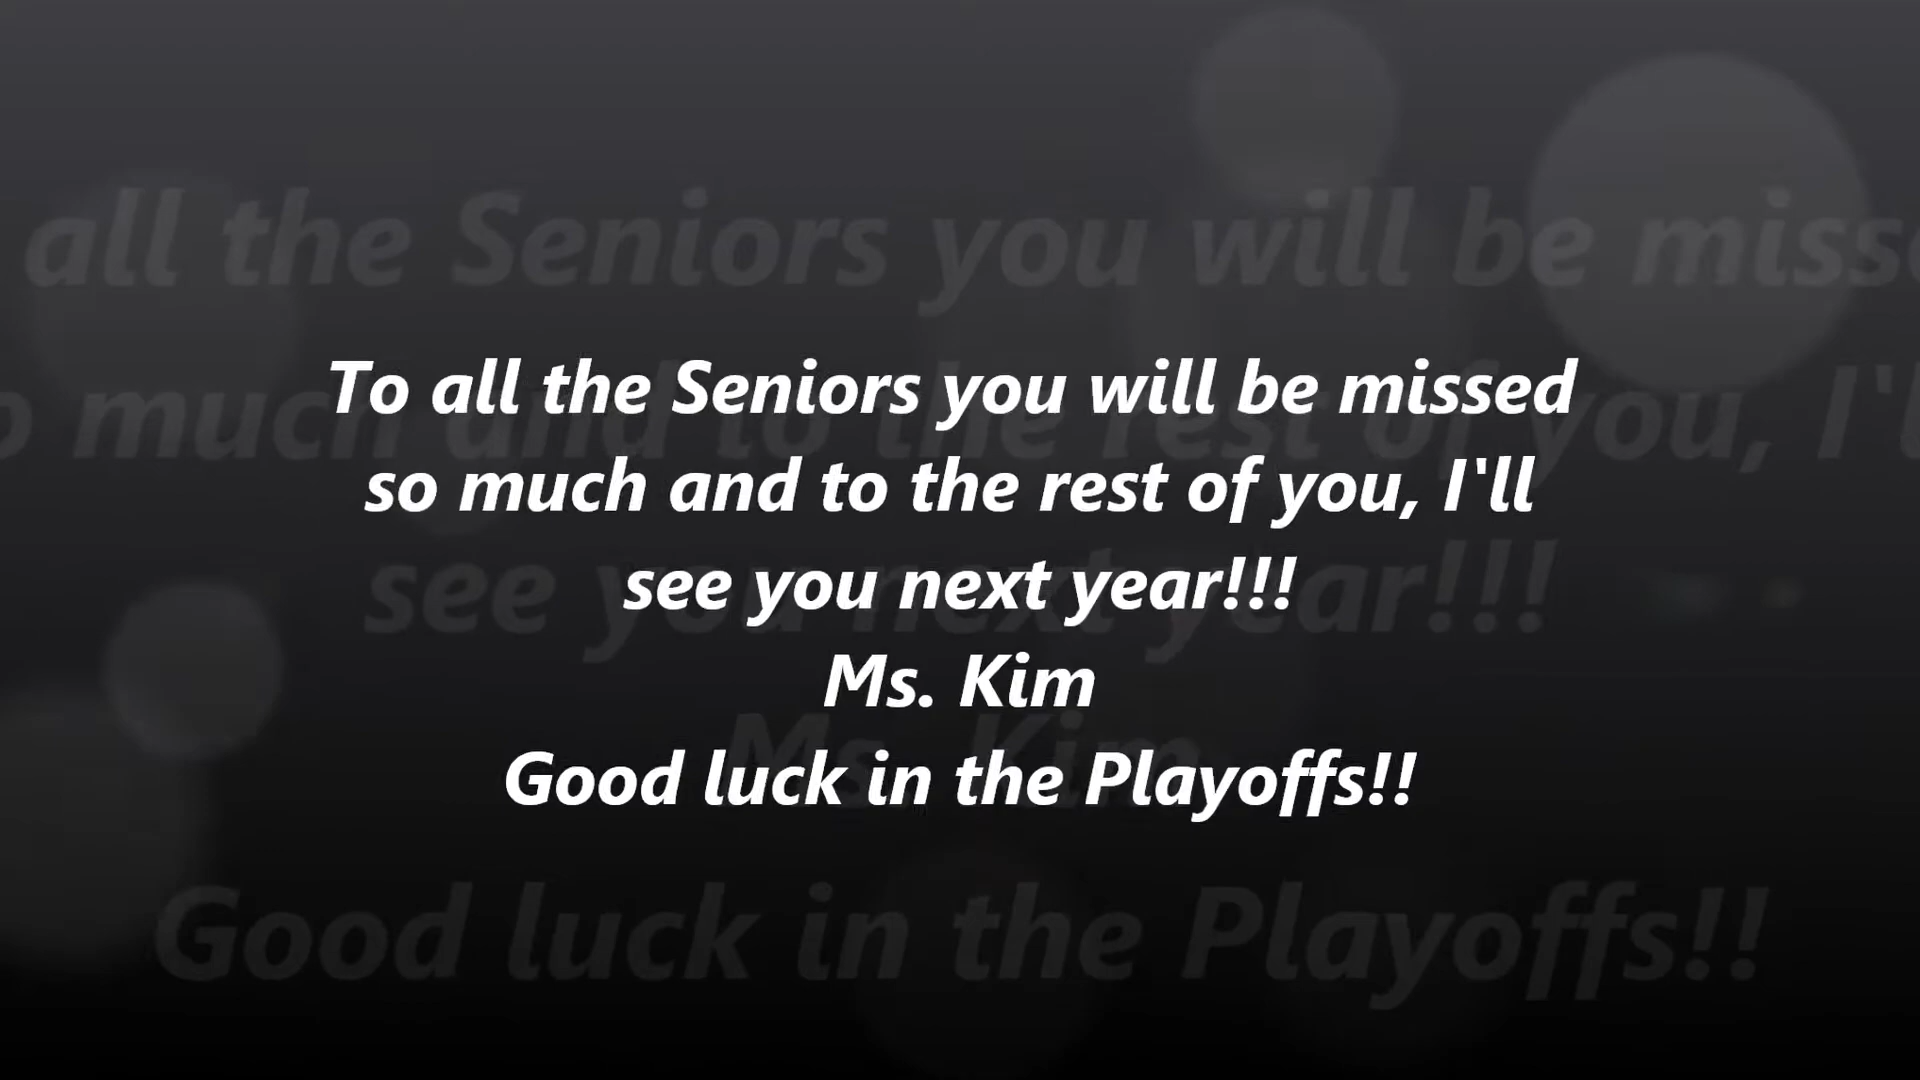 To all the Seniors you will be missed
so much and to the rest of you, I'll
see you next year!!!
Ms. Kim
Good luck in the Playoffs!!